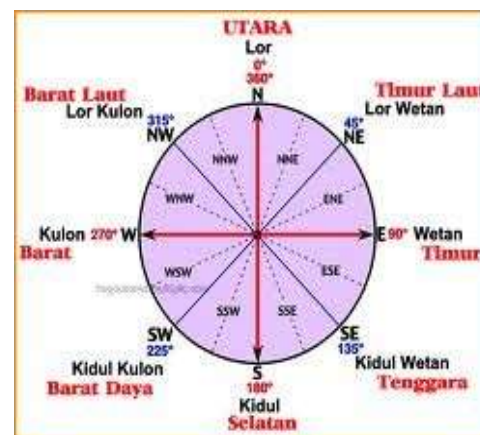 UTARA
Lor
0°
360°
N
Barat Laut
Lor Kulon
315°
NW
Timur Laut
Lor Wetan
45°
NE
NNW
NNE
WNW
ENE
Kulon 270° W
Barat
E 90° Wetan
Timur
WSW
ESE
SSW
SSE
SW
225°
Kidul Kulon
Barat Daya
SE
135°
Kidul Wetan
Tenggara
S
180°
Kidul
Selatan